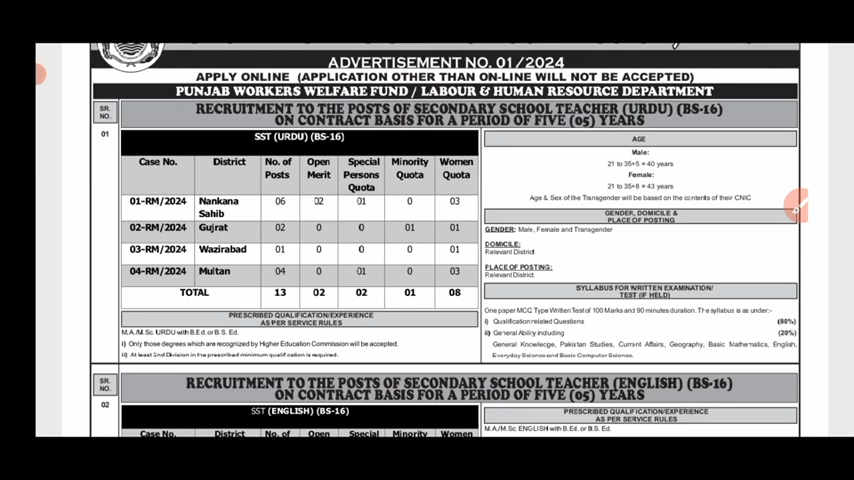 ADVERTISEMENT NO. 01/2024
APPLY ONLINE (APPLICATION OTHER THAN ON-LINE WILL NOT BE ACCEPTED)
PUNJAB WORKERS WELFARE FUND / LABOUR & HUMAN RESOURCE DEPARTMENT
SR. NO.
01
RECRUITMENT TO THE POSTS OF SECONDARY SCHOOL TEACHER (URDU) (BS-16)
ON CONTRACT BASIS FOR A PERIOD OF FIVE (05) YEARS
SST (URDU) (BS-16)
Case No. District No. of Posts Open Merit Special Persons Quota Minority Quota Women Quota
01-RM/2024 Nankana Sahib 06 02 01 0 03
02-RM/2024 Gujrat 02 0 0 01 01
03-RM/2024 Wazirabad 01 0 0 0 01
04-RM/2024 Multan 04 0 01 0 03
TOTAL 13 02 02 01 08
PRESCRIBED QUALIFICATION/EXPERIENCE
AS PER SERVICE RULES
M.A./M.Sc. URDU with B.Ed. or B.S. Ed.
i) Only those degrees which are recognized by Higher Education Commission will be accepted.
ii) At least 2nd Division in the prescribed minimum qualification is required.
AGE
Male:
21 to 35+5 = 40 years
Female:
21 to 35+8 = 43 years
Age & Sex of the Transgender will be based on the contents of their CNIC
GENDER, DOMICILE &
PLACE OF POSTING
GENDER: Male, Female and Transgender
DOMICILE:
Relevant District
PLACE OF POSTING:
Relevant District
SYLLABUS FOR WRITTEN EXAMINATION/
TEST (IF HELD)
One paper MCQ Type Written Test of 100 Marks and 90 minutes duration. The syllabus is as under:-
i) Qualification related Questions (80%)
ii) General Ability including (20%)
General Knowledge, Pakistan Studies, Current Affairs, Geography, Basic Mathematics, English,
Everyday Science and Basic Computer Science.
SR. NO.
02
RECRUITMENT TO THE POSTS OF SECONDARY SCHOOL TEACHER (ENGLISH) (BS-16)
ON CONTRACT BASIS FOR A PERIOD OF FIVE (05) YEARS
SST (ENGLISH) (BS-16)
Case No. District No. of Open Special Minority Women
PRESCRIBED QUALIFICATION/EXPERIENCE
AS PER SERVICE RULES
M.A./M.Sc. ENGLISH with B.Ed. or B.S. Ed.